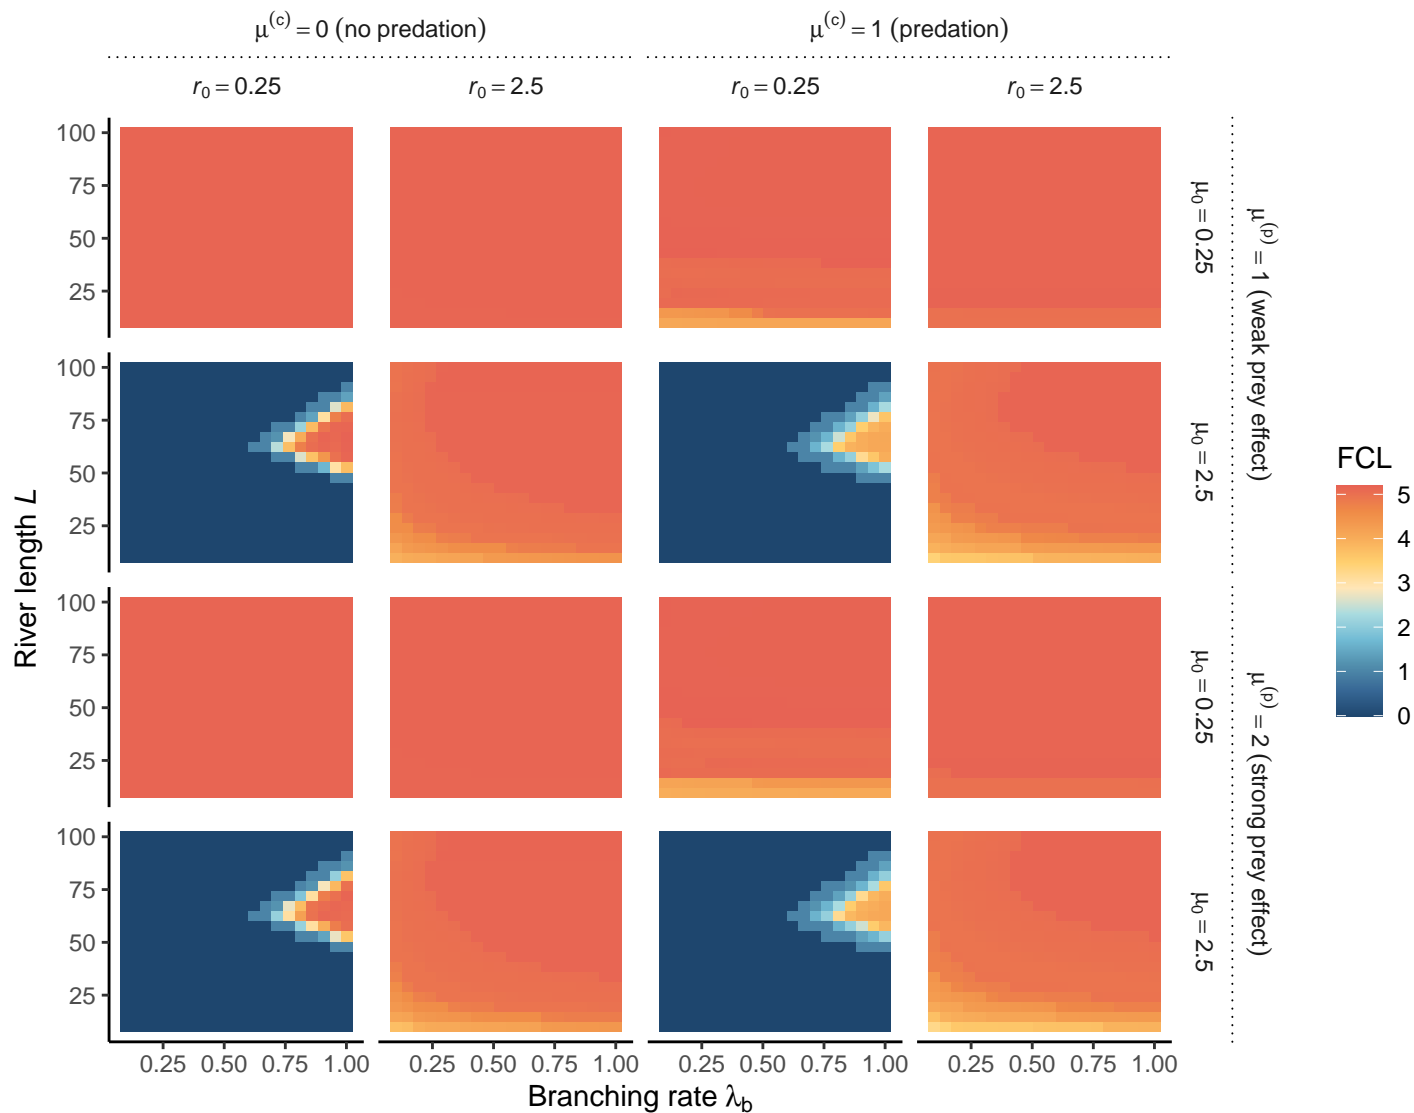 μ(c) = 0 (no predation)
μ(c) = 1 (predation)
r0 = 0.25
r0 = 2.5
r0 = 0.25
r0 = 2.5
100
75
50
25
μ0 = 0.25
μ(p) = 1 (weak prey effect)
100
75
50
25
μ0 = 2.5
River length L
100
75
50
25
μ0 = 0.25
μ(p) = 2 (strong prey effect)
100
75
50
25
μ0 = 2.5
0.25 0.50 0.75 1.00
0.25 0.50 0.75 1.00
0.25 0.50 0.75 1.00
0.25 0.50 0.75 1.00
Branching rate λb
FCL
5
4
3
2
1
0